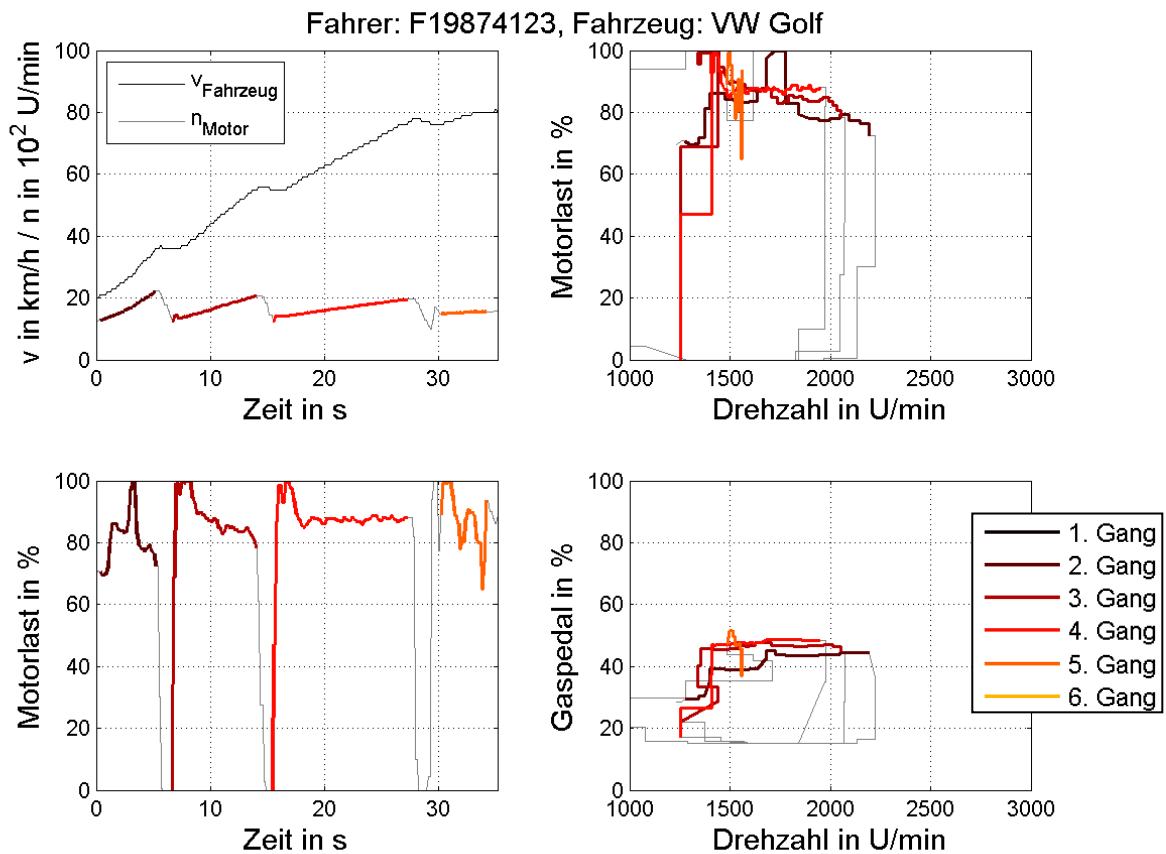 Fahrer: F19874123, Fahrzeug: VW Golf
v in km/h / n in 10² U/min
100
80
60
40
20
0
v_Fahrzeug
n_Motor
0 10 20 30
Zeit in s
Motorlast in %
100
80
60
40
20
0
1000 1500 2000 2500 3000
Drehzahl in U/min
Motorlast in %
100
80
60
40
20
0
0 10 20 30
Zeit in s
Gaspedal in %
100
80
60
40
20
0
1000 1500 2000 2500 3000
Drehzahl in U/min
1. Gang
2. Gang
3. Gang
4. Gang
5. Gang
6. Gang